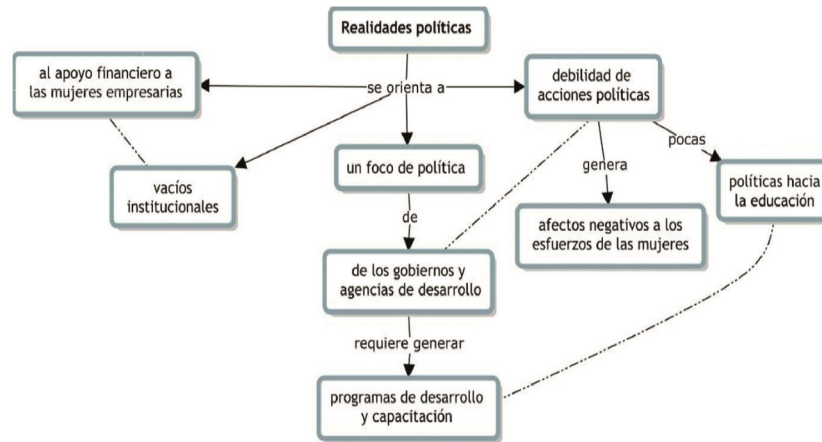 Realidades políticas
al apoyo financiero a
las mujeres empresarias
se orienta a
debilidad de
acciones políticas
vacíos
institucionales
un foco de política
genera
pocas
políticas hacia
la educación
de
afectos negativos a los
esfuerzos de las mujeres
de los gobiernos y
agencias de desarrollo
requiere generar
programas de desarrollo
y capacitación